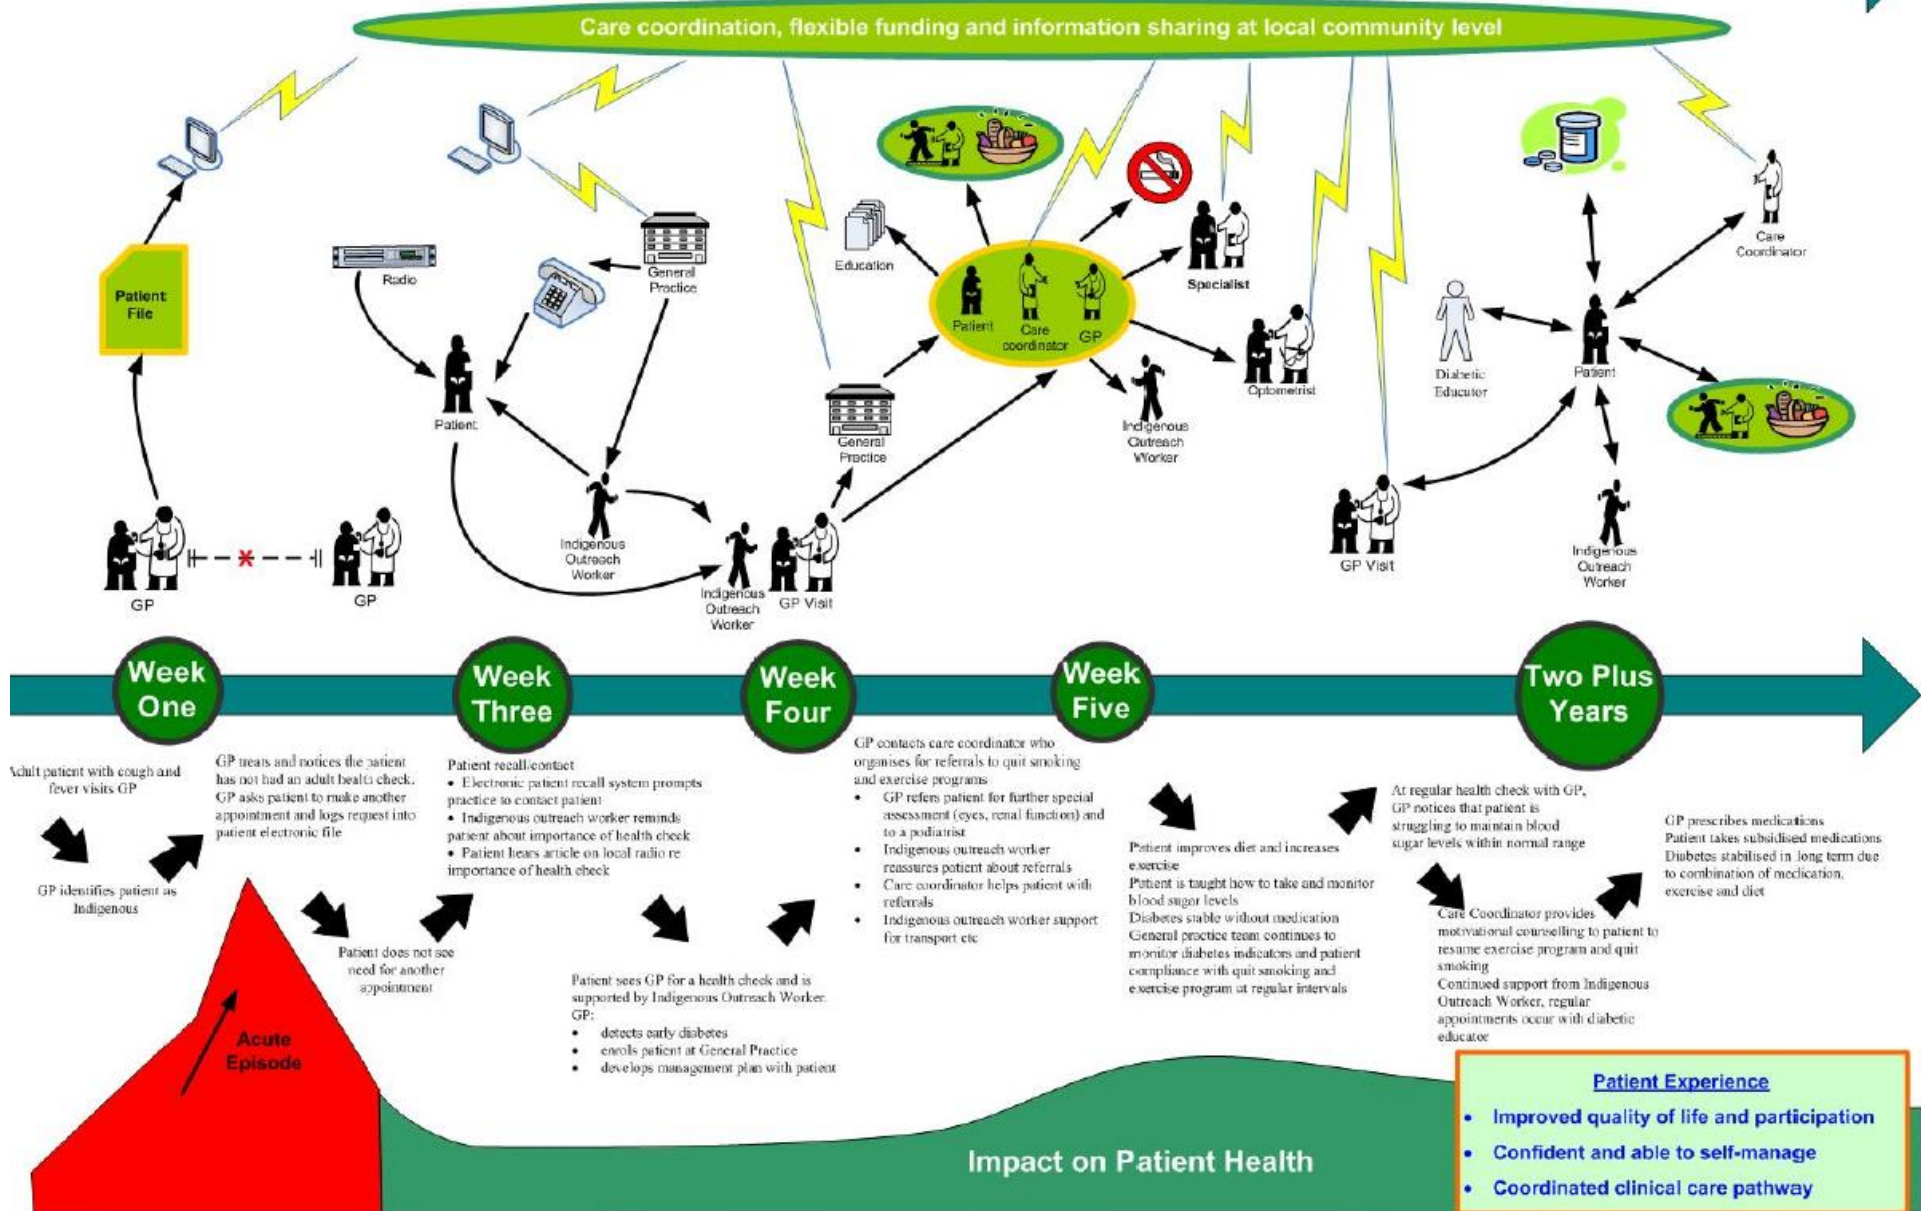 Care coordination, flexible funding and information sharing at local community level
Patient
File
GP
GP
Radio
General
Practice
Patient
Indigenous
Outreach
Worker
Indigenous
Outreach
Worker
GP Visit
General
Practice
Education
Patient
Care
coordinator
GP
Specialist
Optometrist
Indigenous
Outreach
Worker
Care
Coordinator
Diabetic
Educator
Patient
GP Visit
Indigenous
Outreach
Worker
Week
One
Week
Three
Week
Four
Week
Five
Two Plus
Years
Adult patient with cough and
fever visits GP
GP identifies patient as
Indigenous
GP treats and notices the patient
has not had an adult health check.
GP asks patient to make another
appointment and logs request into
patient electronic file
Patient does not see
need for another
appointment
Patient recall/contact
• Electronic patient recall system prompts
practice to contact patient
• Indigenous outreach worker reminds
patient about importance of health check
• Patient hears article on local radio re
importance of health check
Patient sees GP for a health check and is
supported by Indigenous Outreach Worker.
GP:
• detects early diabetes
• enrols patient at General Practice
• develops management plan with patient
GP contacts care coordinator who
organises for referrals to quit smoking
and exercise programs
• GP refers patient for further special
assessment (eyes, renal function) and
to a podiatrist
• Indigenous outreach worker
reassures patient about referrals
• Care coordinator helps patient with
referrals
• Indigenous outreach worker support
for transport etc
Patient improves diet and increases
exercise
Patient is taught how to take and monitor
blood sugar levels
Diabetes stable without medication
General practice team continues to
monitor diabetes indicators and patient
compliance with quit smoking and
exercise program at regular intervals
At regular health check with GP,
GP notices that patient is
struggling to maintain blood
sugar levels within normal range
Care Coordinator provides
motivational counselling to patient to
resume exercise program and quit
smoking
Continued support from Indigenous
Outreach Worker, regular
appointments occur with diabetic
educator
GP prescribes medications
Patient takes subsidised medications
Diabetes stabilised in long term due
to combination of medication,
exercise and diet
Acute
Episode
Impact on Patient Health
Patient Experience
• Improved quality of life and participation
• Confident and able to self-manage
• Coordinated clinical care pathway